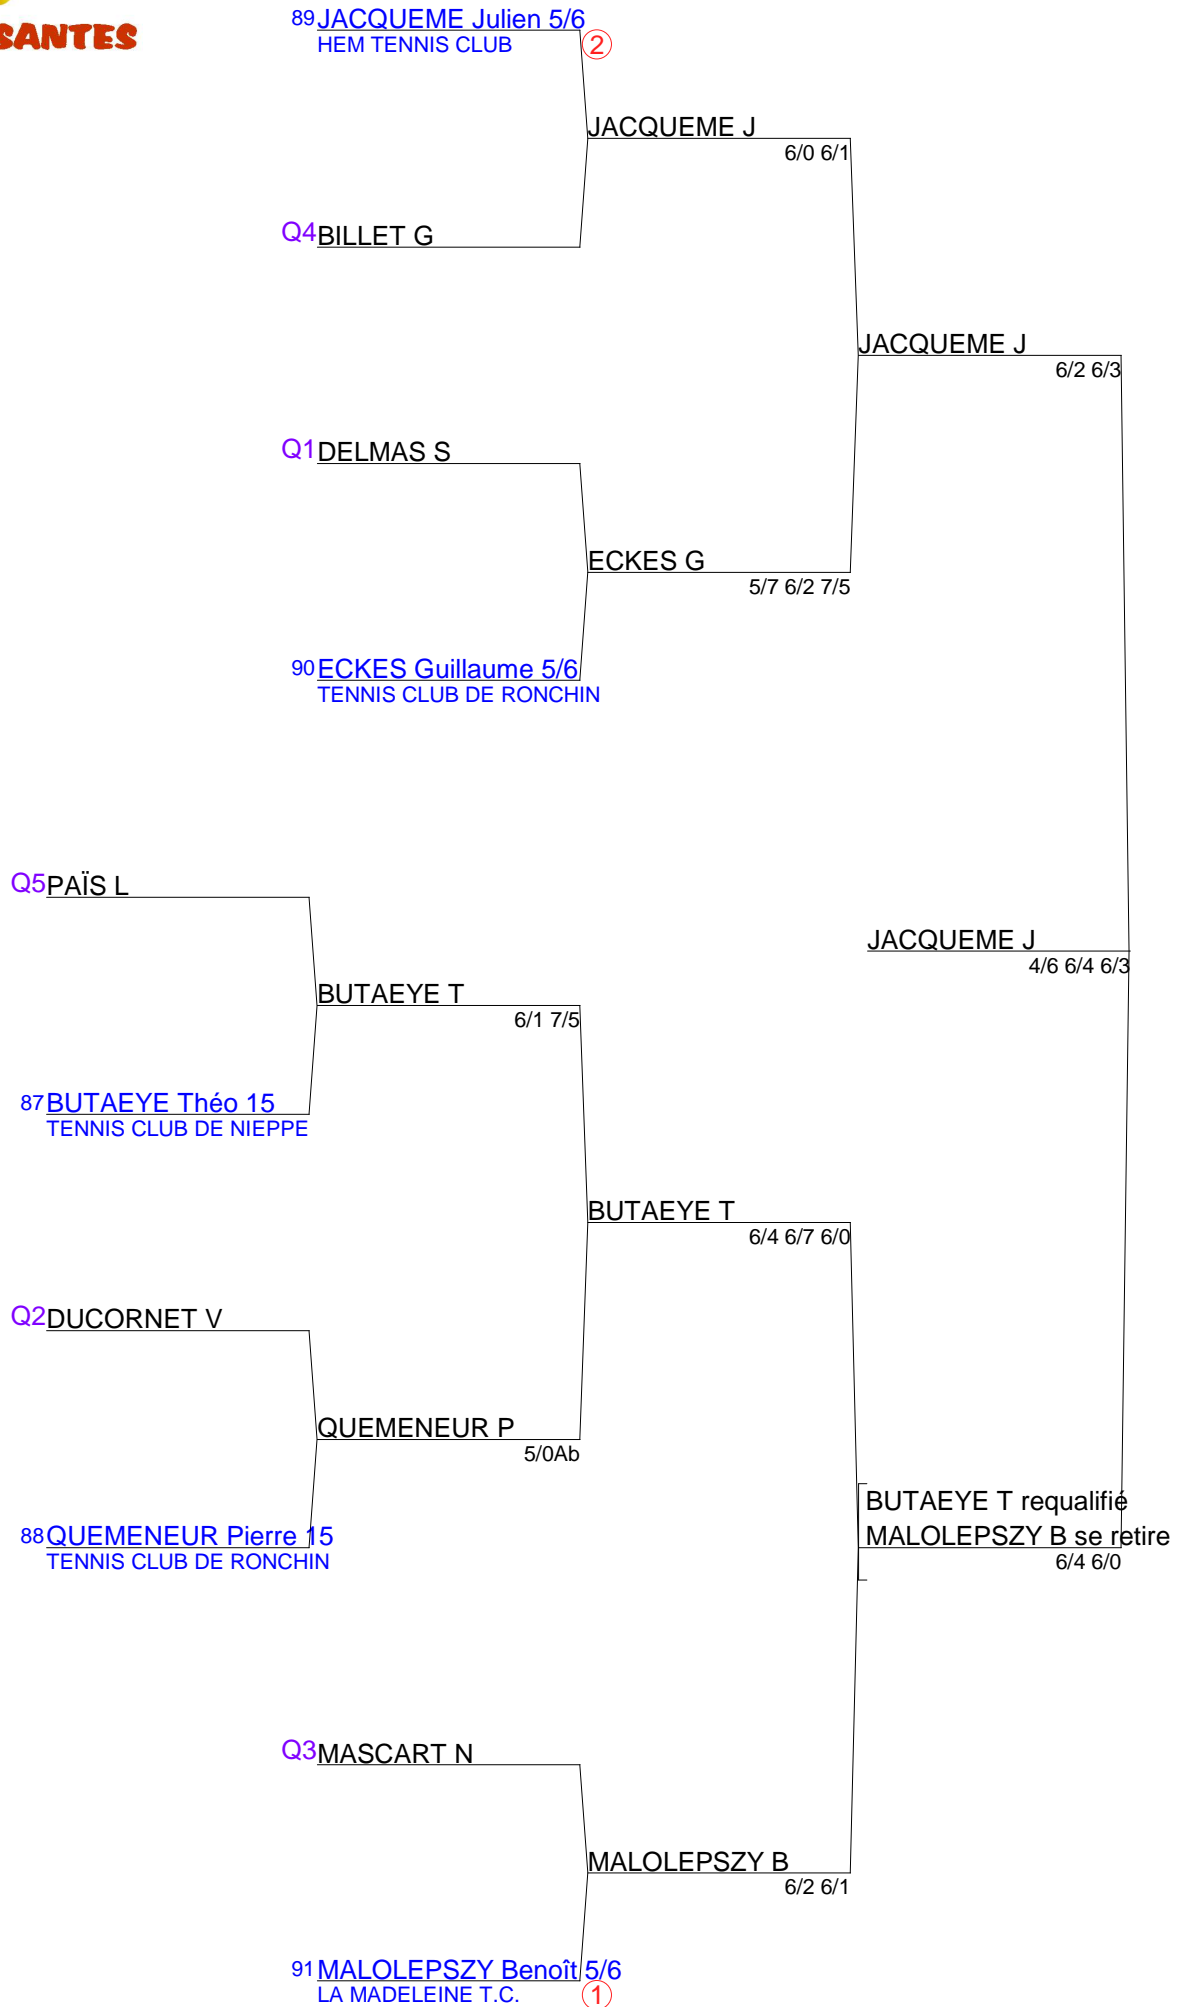 SANTES
89 JACQUEME Julien 5/6
HEM TENNIS CLUB
2
JACQUEME J
6/0 6/1
Q4 BILLET G
JACQUEME J
6/2 6/3
Q1 DELMAS S
ECKES G
5/7 6/2 7/5
90 ECKES Guillaume 5/6
TENNIS CLUB DE RONCHIN
Q5 PAÏS L
JACQUEME J
4/6 6/4 6/3
BUTAEYE T
6/1 7/5
87 BUTAEYE Théo 15
TENNIS CLUB DE NIEPPE
BUTAEYE T
6/4 6/7 6/0
Q2 DUCORNET V
QUEMENEUR P
5/0Ab
BUTAEYE T requalifié
88 QUEMENEUR Pierre 15
MALOLEPSZY B se retire
TENNIS CLUB DE RONCHIN
6/4 6/0
Q3 MASCART N
MALOLEPSZY B
6/2 6/1
91 MALOLEPSZY Benoît 5/6
LA MADELEINE T.C.
1